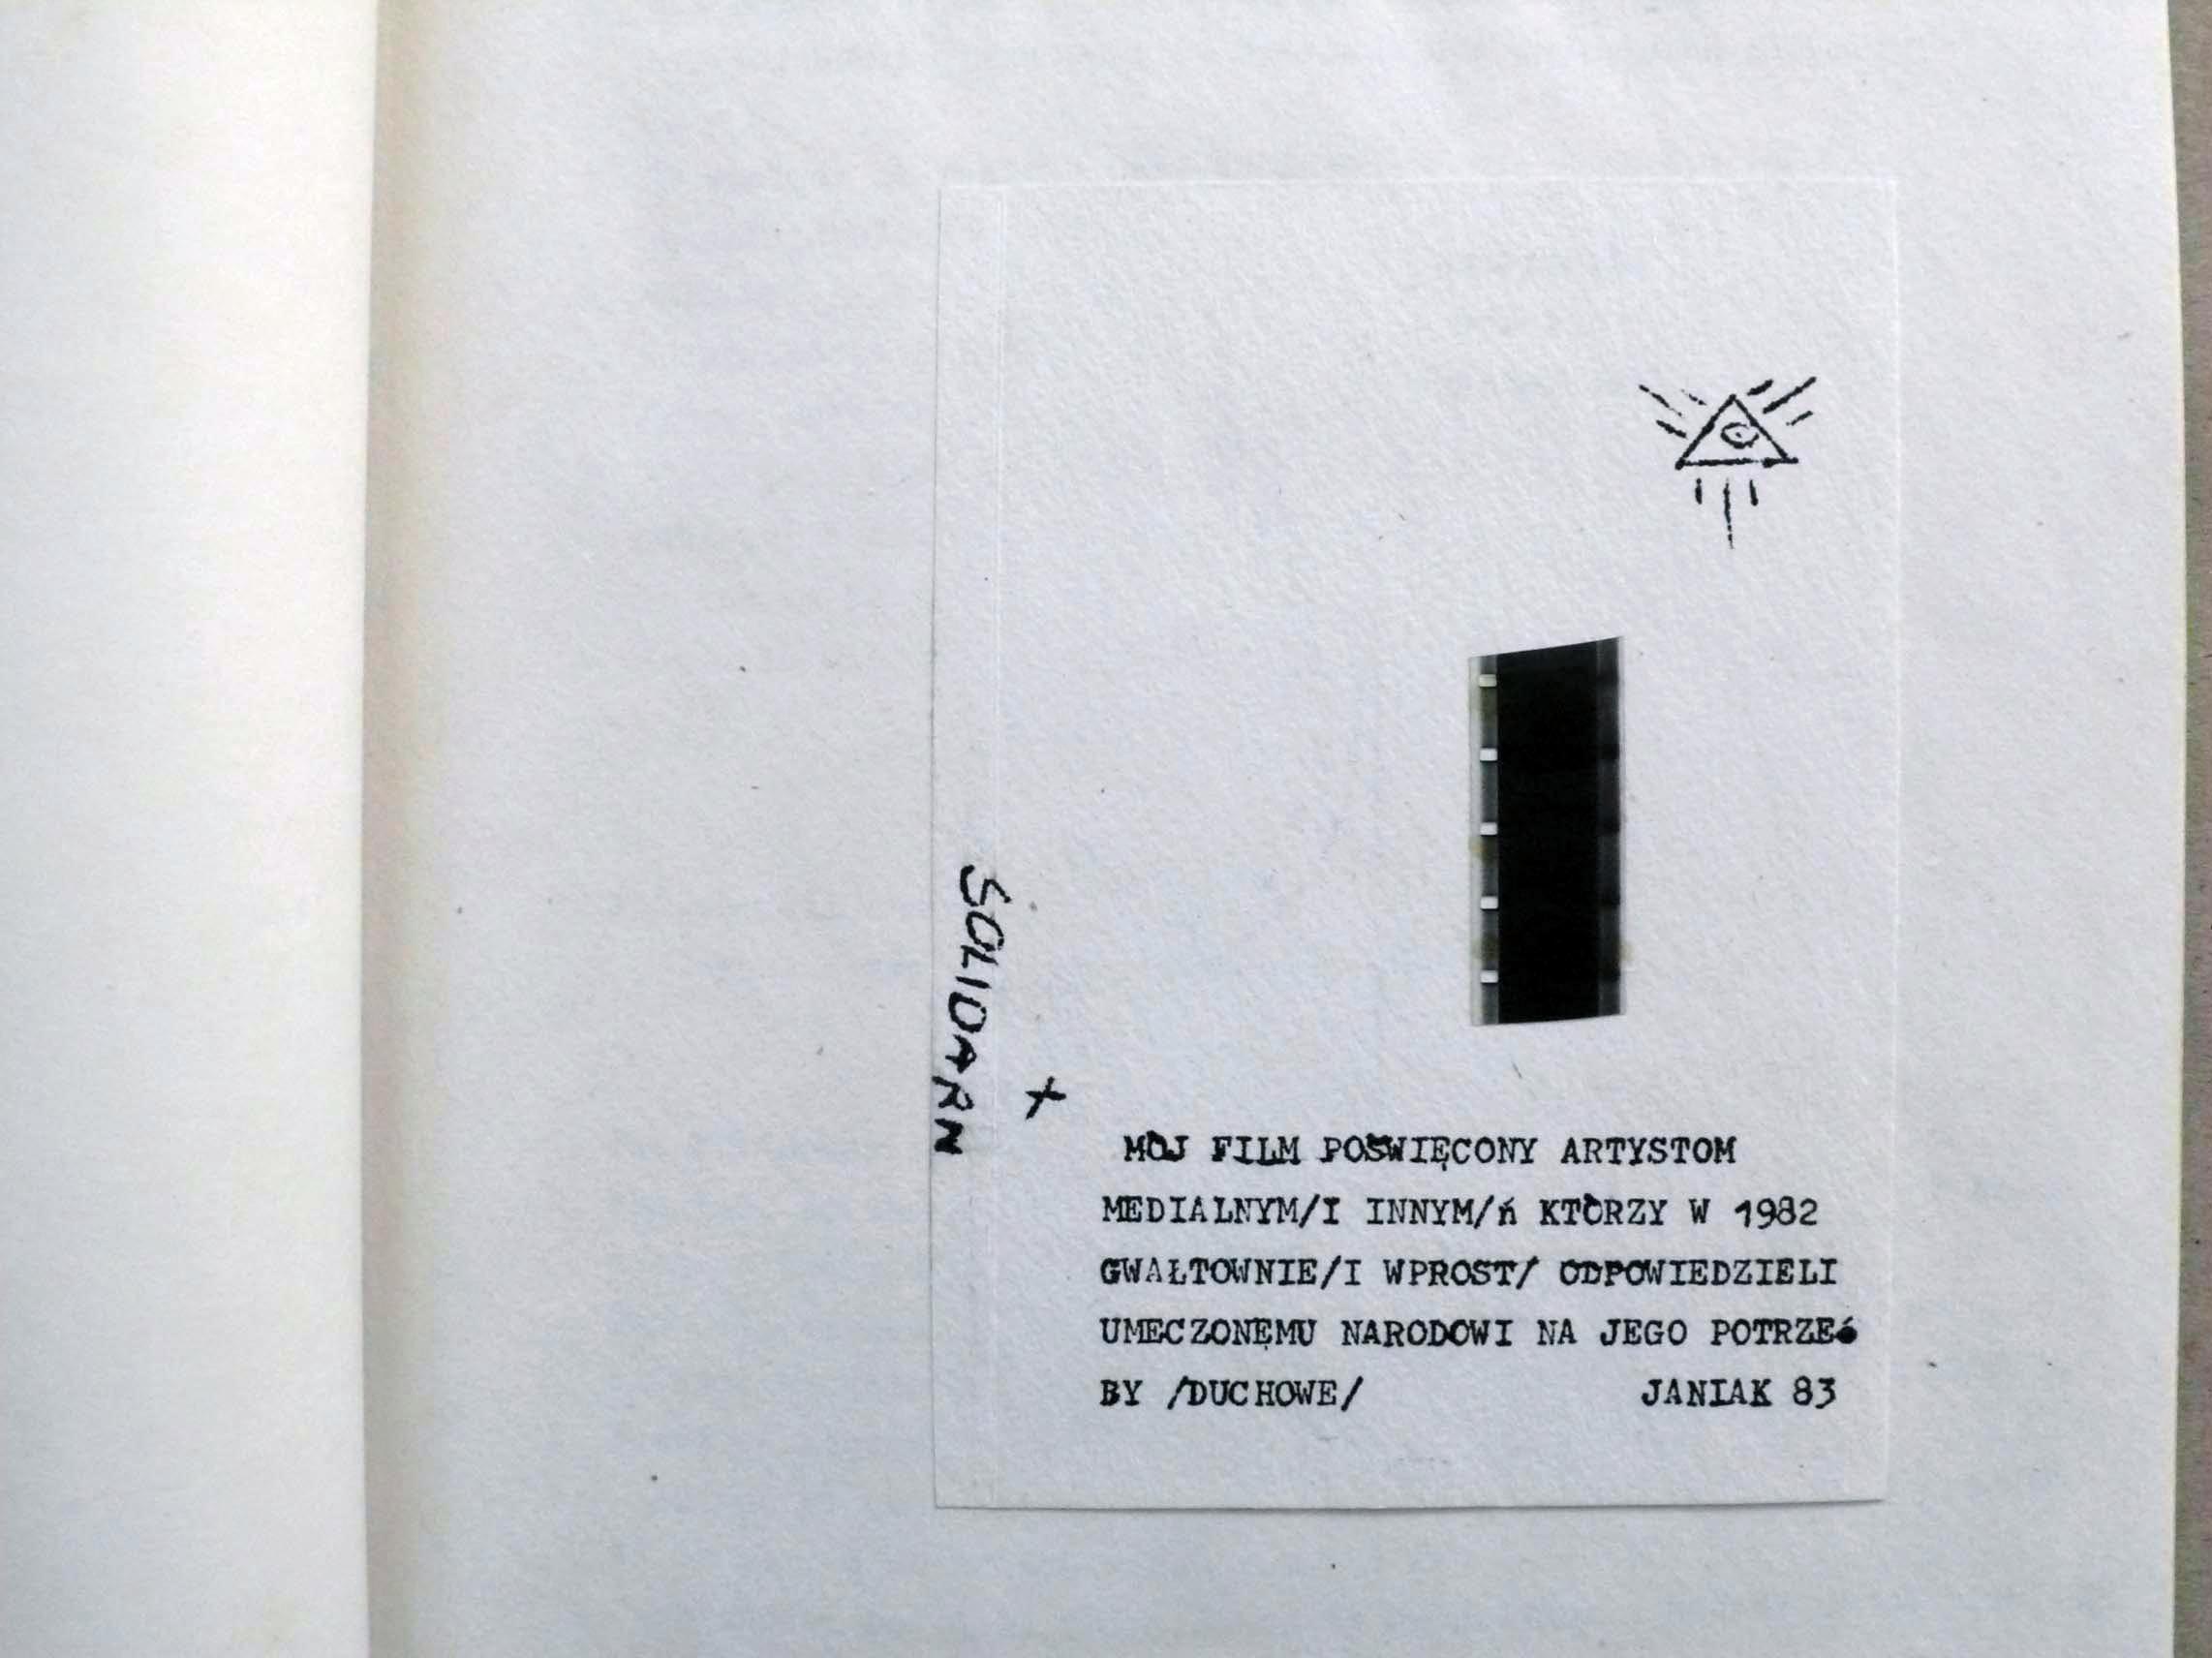 SOLIDARN
MÓJ FILM POŚWIĘCONY ARTYSTOM
MEDIALNYM/I INNYM/ń KTÓRZY W 1982
GWAŁTOWNIE/I WPROST/ ODPOWIEDZIELI
UMECZONĘMU NARODOWI NA JEGO POTRZE
BY /DUCHOWE/ JANIAK 83